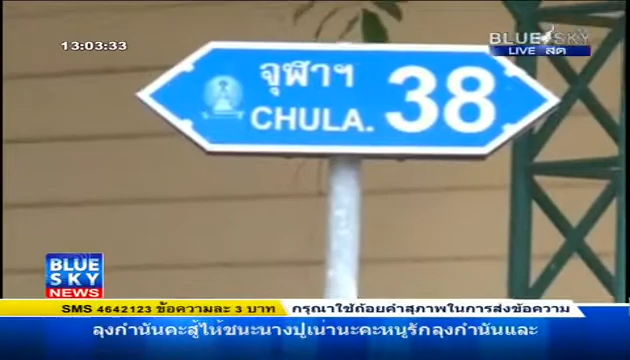 13:03:33
BLUE SKY
LIVE สด
จุฬาฯ
CHULA.
38
BLUE
SKY
NEWS
SMS 4642123 ข้อความละ 3 บาท
กรุณาใช้ถ้อยคำสุภาพในการส่งข้อความ
ลุงกำนันคะสู้ให้ชนะนางปูเน่านะคะหนูรักลุงกำนันและ